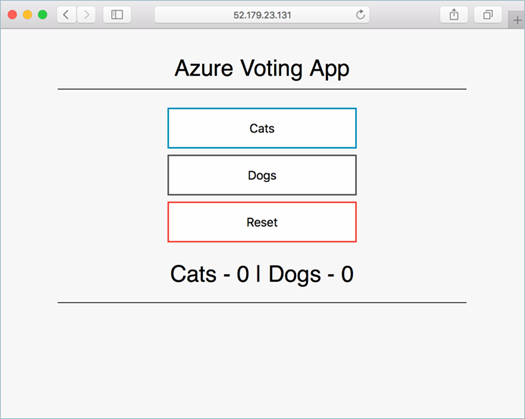 52.179.23.131
Azure Voting App
Cats
Dogs
Reset
Cats - 0 | Dogs - 0